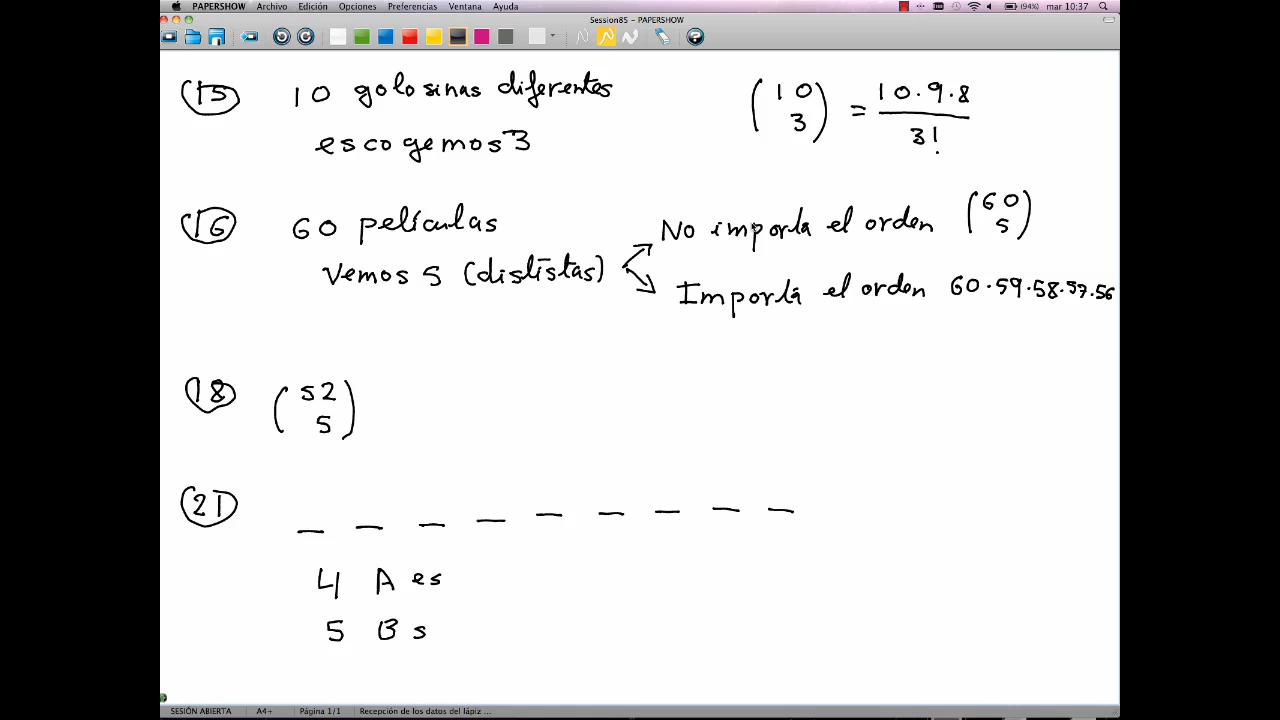 PAPERSHOW Archivo Edición Opciones Preferencias Ventana Ayuda (94%) mar 10:37
Session85 - PAPERSHOW
(15) 10 golosinas diferentes (10 3) = 10·9·8 / 3!
escogemos 3
(16) 60 películas No importa el orden (60 5)
vemos 5 (distītas) Importa el orden 60·59·58·57·56
(18) (52 5)
(21) _ _ _ _ _ _ _ _ _
4 A es
5 B s
SESIÓN ABIERTA A4+ Página 1/1 Recepción de los datos del lápiz ...